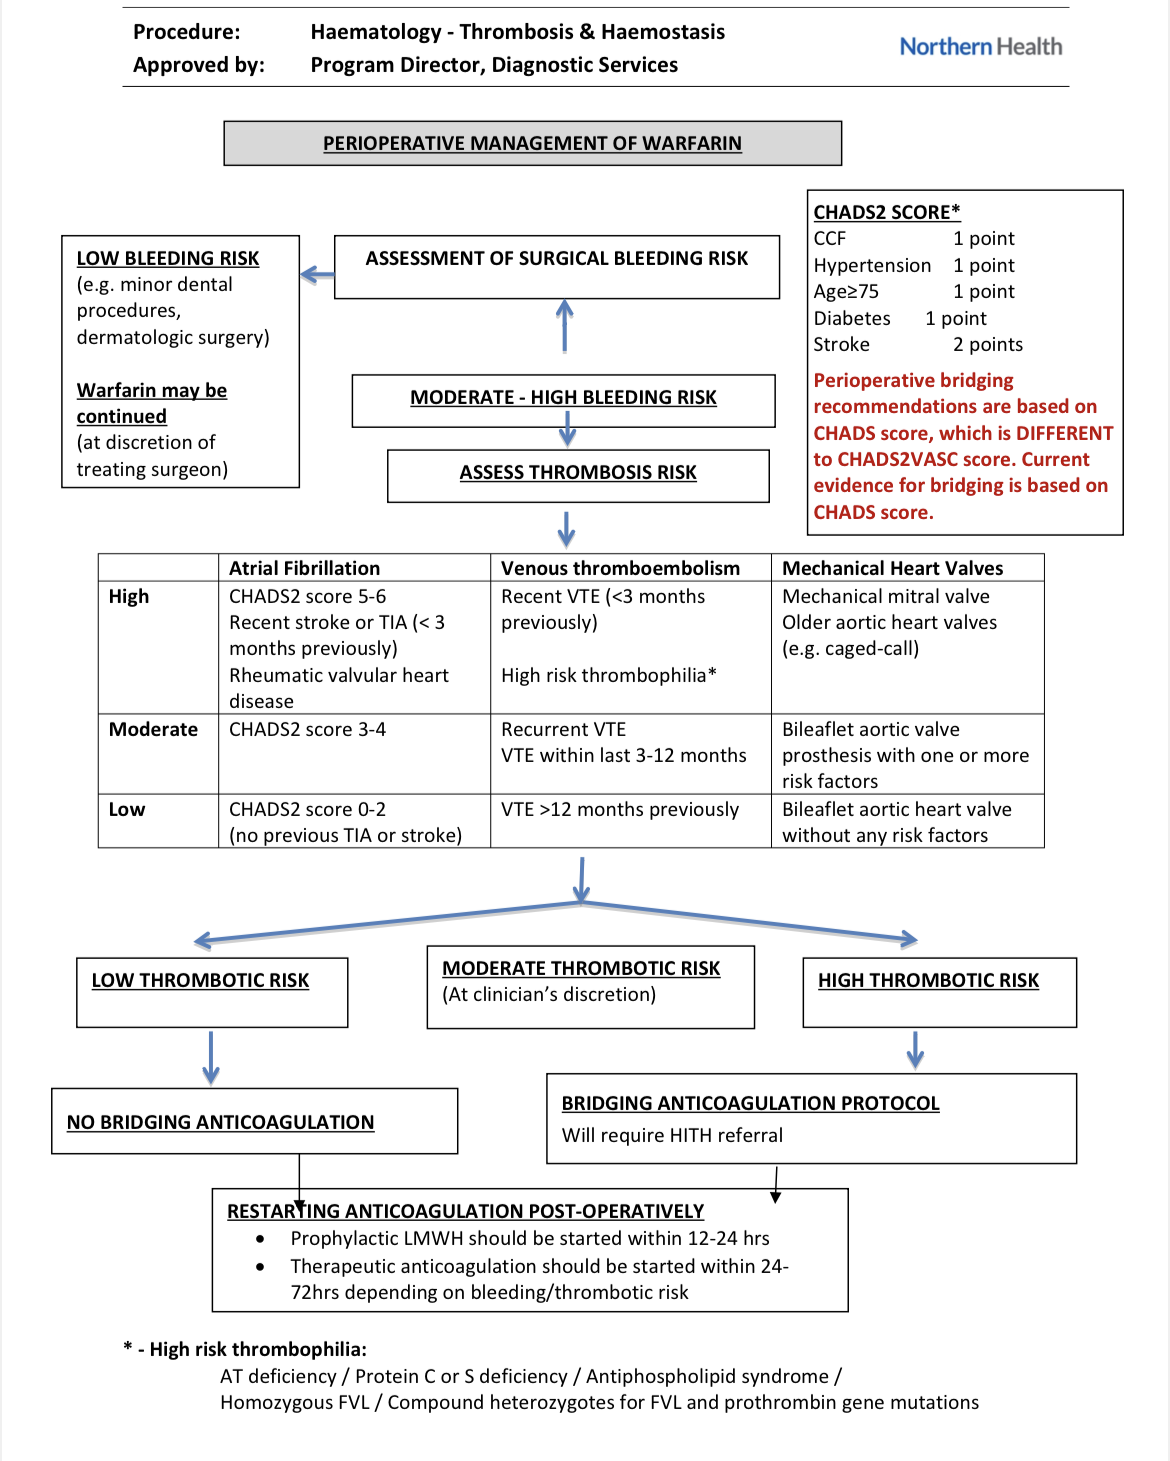 Procedure: Haematology - Thrombosis & Haemostasis
Approved by: Program Director, Diagnostic Services
Northern Health
PERIOPERATIVE MANAGEMENT OF WARFARIN
CHADS2 SCORE*
CCF 1 point
Hypertension 1 point
Age≥75 1 point
Diabetes 1 point
Stroke 2 points
Perioperative bridging
recommendations are based on
CHADS score, which is DIFFERENT
to CHADS2VASC score. Current
evidence for bridging is based on
CHADS score.
LOW BLEEDING RISK
(e.g. minor dental
procedures,
dermatologic surgery)
Warfarin may be
continued
(at discretion of
treating surgeon)
ASSESSMENT OF SURGICAL BLEEDING RISK
MODERATE - HIGH BLEEDING RISK
ASSESS THROMBOSIS RISK
Atrial Fibrillation
Venous thromboembolism
Mechanical Heart Valves
High
CHADS2 score 5-6
Recent stroke or TIA (< 3
months previously)
Rheumatic valvular heart
disease
Recent VTE (<3 months
previously)
High risk thrombophilia*
Mechanical mitral valve
Older aortic heart valves
(e.g. caged-call)
Moderate
CHADS2 score 3-4
Recurrent VTE
VTE within last 3-12 months
Bileaflet aortic valve
prosthesis with one or more
risk factors
Low
CHADS2 score 0-2
(no previous TIA or stroke)
VTE >12 months previously
Bileaflet aortic heart valve
without any risk factors
LOW THROMBOTIC RISK
MODERATE THROMBOTIC RISK
(At clinician's discretion)
HIGH THROMBOTIC RISK
NO BRIDGING ANTICOAGULATION
BRIDGING ANTICOAGULATION PROTOCOL
Will require HITH referral
RESTARTING ANTICOAGULATION POST-OPERATIVELY
• Prophylactic LMWH should be started within 12-24 hrs
• Therapeutic anticoagulation should be started within 24-
72hrs depending on bleeding/thrombotic risk
* - High risk thrombophilia:
AT deficiency / Protein C or S deficiency / Antiphospholipid syndrome /
Homozygous FVL / Compound heterozygotes for FVL and prothrombin gene mutations